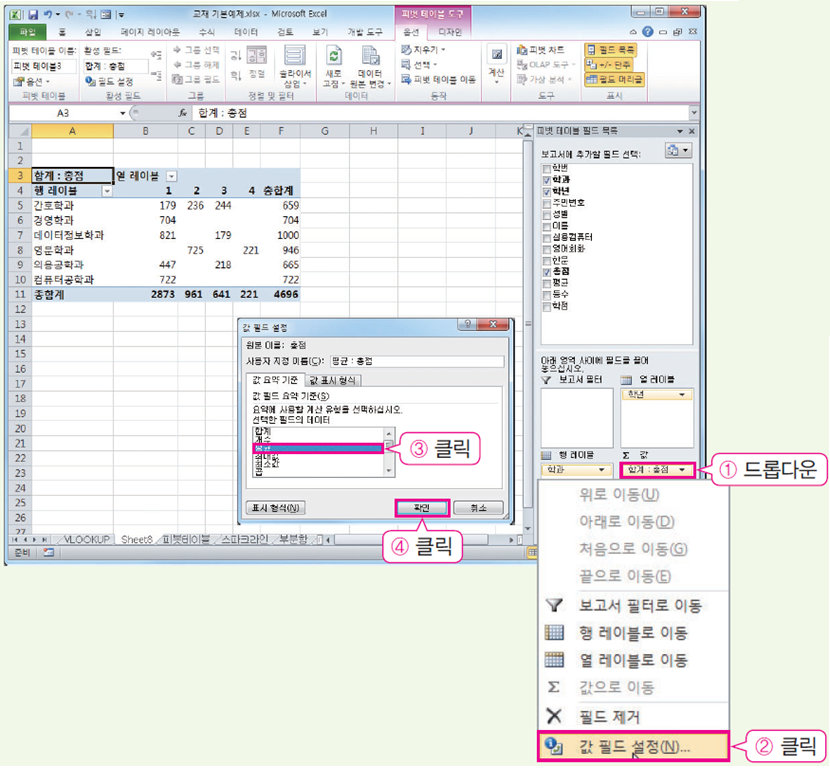 교재 기본예제.xlsx - Microsoft Excel
피벗 테이블 도구
파일 홈 삽입 페이지 레이아웃 수식 데이터 검토 보기 개발 도구 옵션 디자인
피벗 테이블 이름: 활성 필드:
피벗 테이블3 합계 : 총점
옵션 필드 설정
그룹 선택
그룹 해제
그룹 필드
정렬
슬라이서 삽입
새로 고침
데이터 원본 변경
지우기
선택
피벗 테이블 이동
계산
피벗 차트
OLAP 도구
가상 분석
필드 목록
+/- 단추
필드 머리글
피벗 테이블 활성 필드 그룹 정렬 및 필터 데이터 동작 도구 표시
A3 fx 합계 : 총점
A B C D E F G H I J K
1
2
3 합계 : 총점 열 레이블
4 행 레이블 1 2 3 4 총합계
5 간호학과 179 236 244 659
6 경영학과 704 704
7 데이터정보학과 821 179 1000
8 영문학과 725 221 946
9 의용공학과 447 218 665
10 컴퓨터공학과 722 722
11 총합계 2873 961 641 221 4696
12
13
14
15
16
17
18
19
20
21
22
23
24
25
26
27
피벗 테이블 필드 목록
보고서에 추가할 필드 선택:
학번
학과
학년
주민번호
성별
이름
실용컴퓨터
영어회화
한문
총점
평균
등수
학점
아래 영역 사이에 필드를 끌어
놓으십시오.
보고서 필터 열 레이블
학년
행 레이블 Σ 값
학과 합계 : 총점
값 필드 설정
원본 이름: 총점
사용자 지정 이름(C): 평균 : 총점
값 요약 기준 값 표시 형식
값 필드 요약 기준(S)
요약에 사용할 계산 유형을 선택하십시오.
선택한 필드의 데이터
합계
개수
평균
최대값
최소값
곱
표시 형식(N) 확인 취소
① 드롭다운
② 클릭
③ 클릭
④ 클릭
위로 이동(U)
아래로 이동(D)
처음으로 이동(G)
끝으로 이동(E)
보고서 필터로 이동
행 레이블로 이동
열 레이블로 이동
Σ 값으로 이동
필드 제거
값 필드 설정(N)...
VLOOKUP Sheet8 피벗테이블 스파크라인 부분합
준비